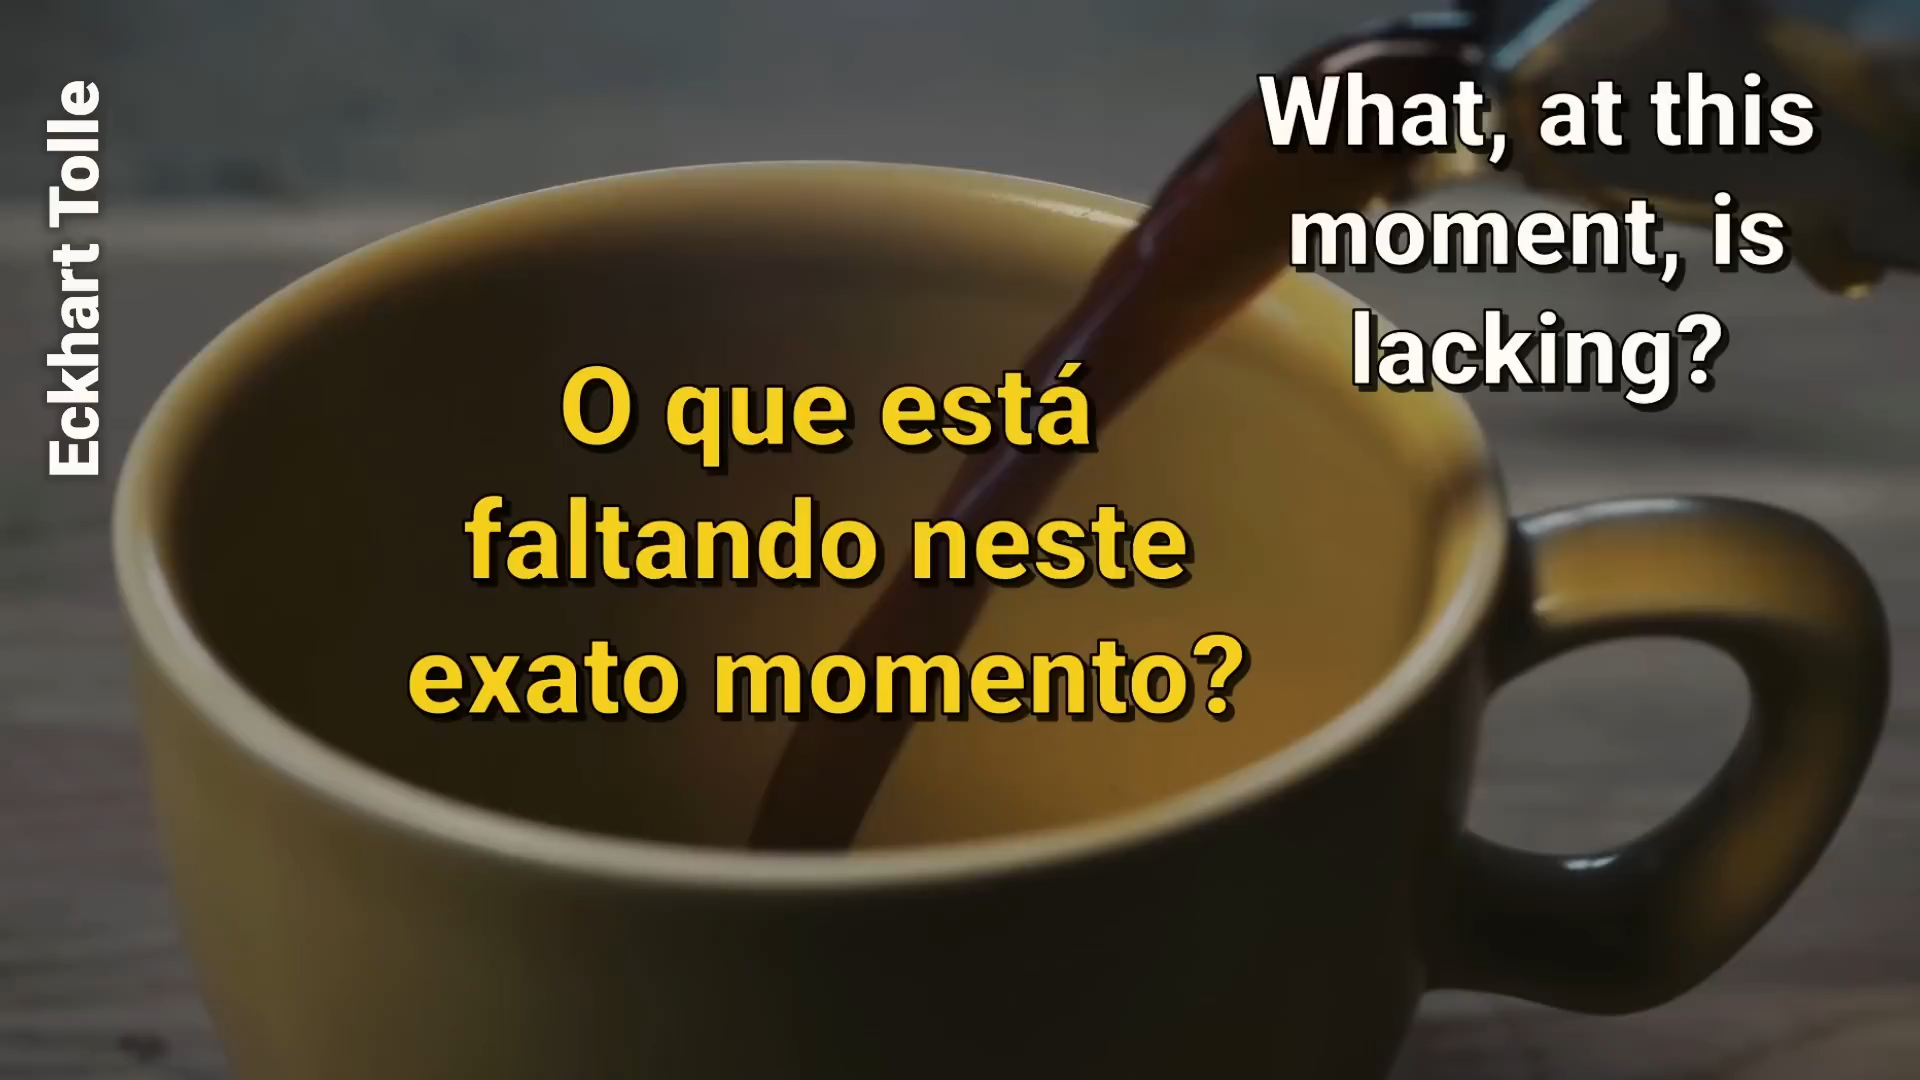 Eckhart Tolle
What, at this
moment, is
lacking?
O que está
faltando neste
exato momento?